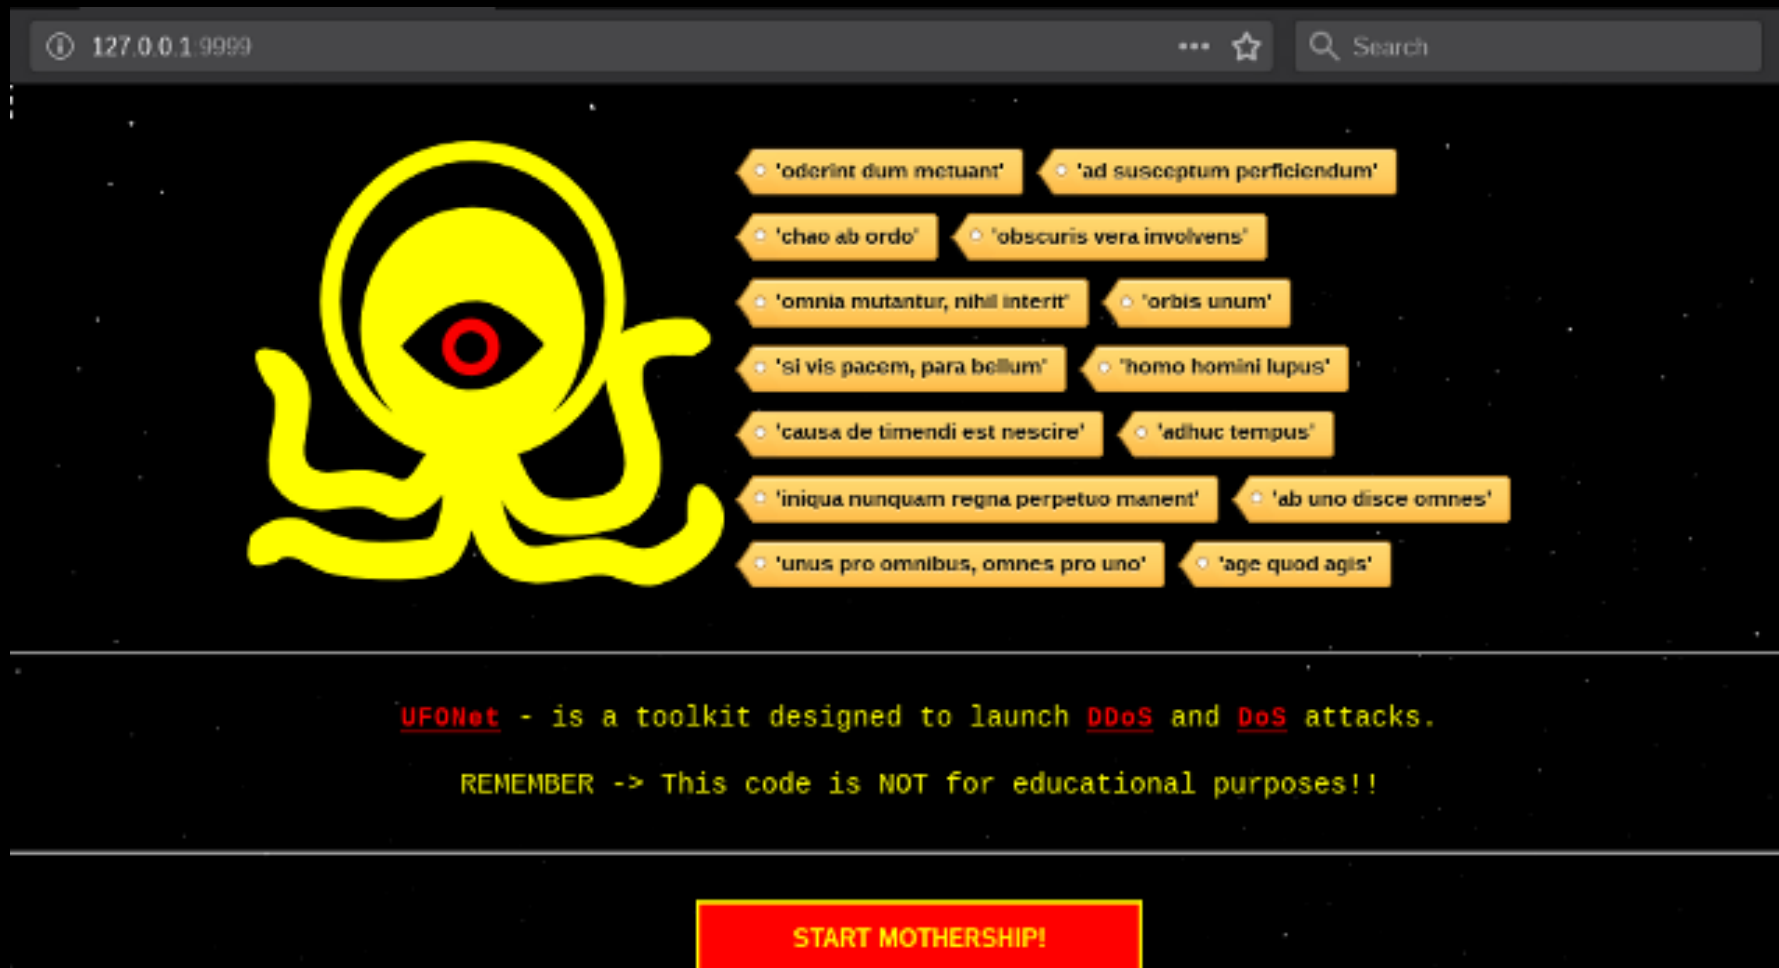 127.0.0.1:9999
Search
'oderint dum metuant' 'ad susceptum perficiendum'
'chao ab ordo' 'obscuris vera involvens'
'omnia mutantur, nihil interit' 'orbis unum'
'si vis pacem, para bellum' 'homo homini lupus'
'causa de timendi est nescire' 'adhuc tempus'
'iniqua nunquam regna perpetuo manent' 'ab uno disce omnes'
'unus pro omnibus, omnes pro uno' 'age quod agis'
UFONet - is a toolkit designed to launch DDoS and DoS attacks.
REMEMBER -> This code is NOT for educational purposes!!
START MOTHERSHIP!